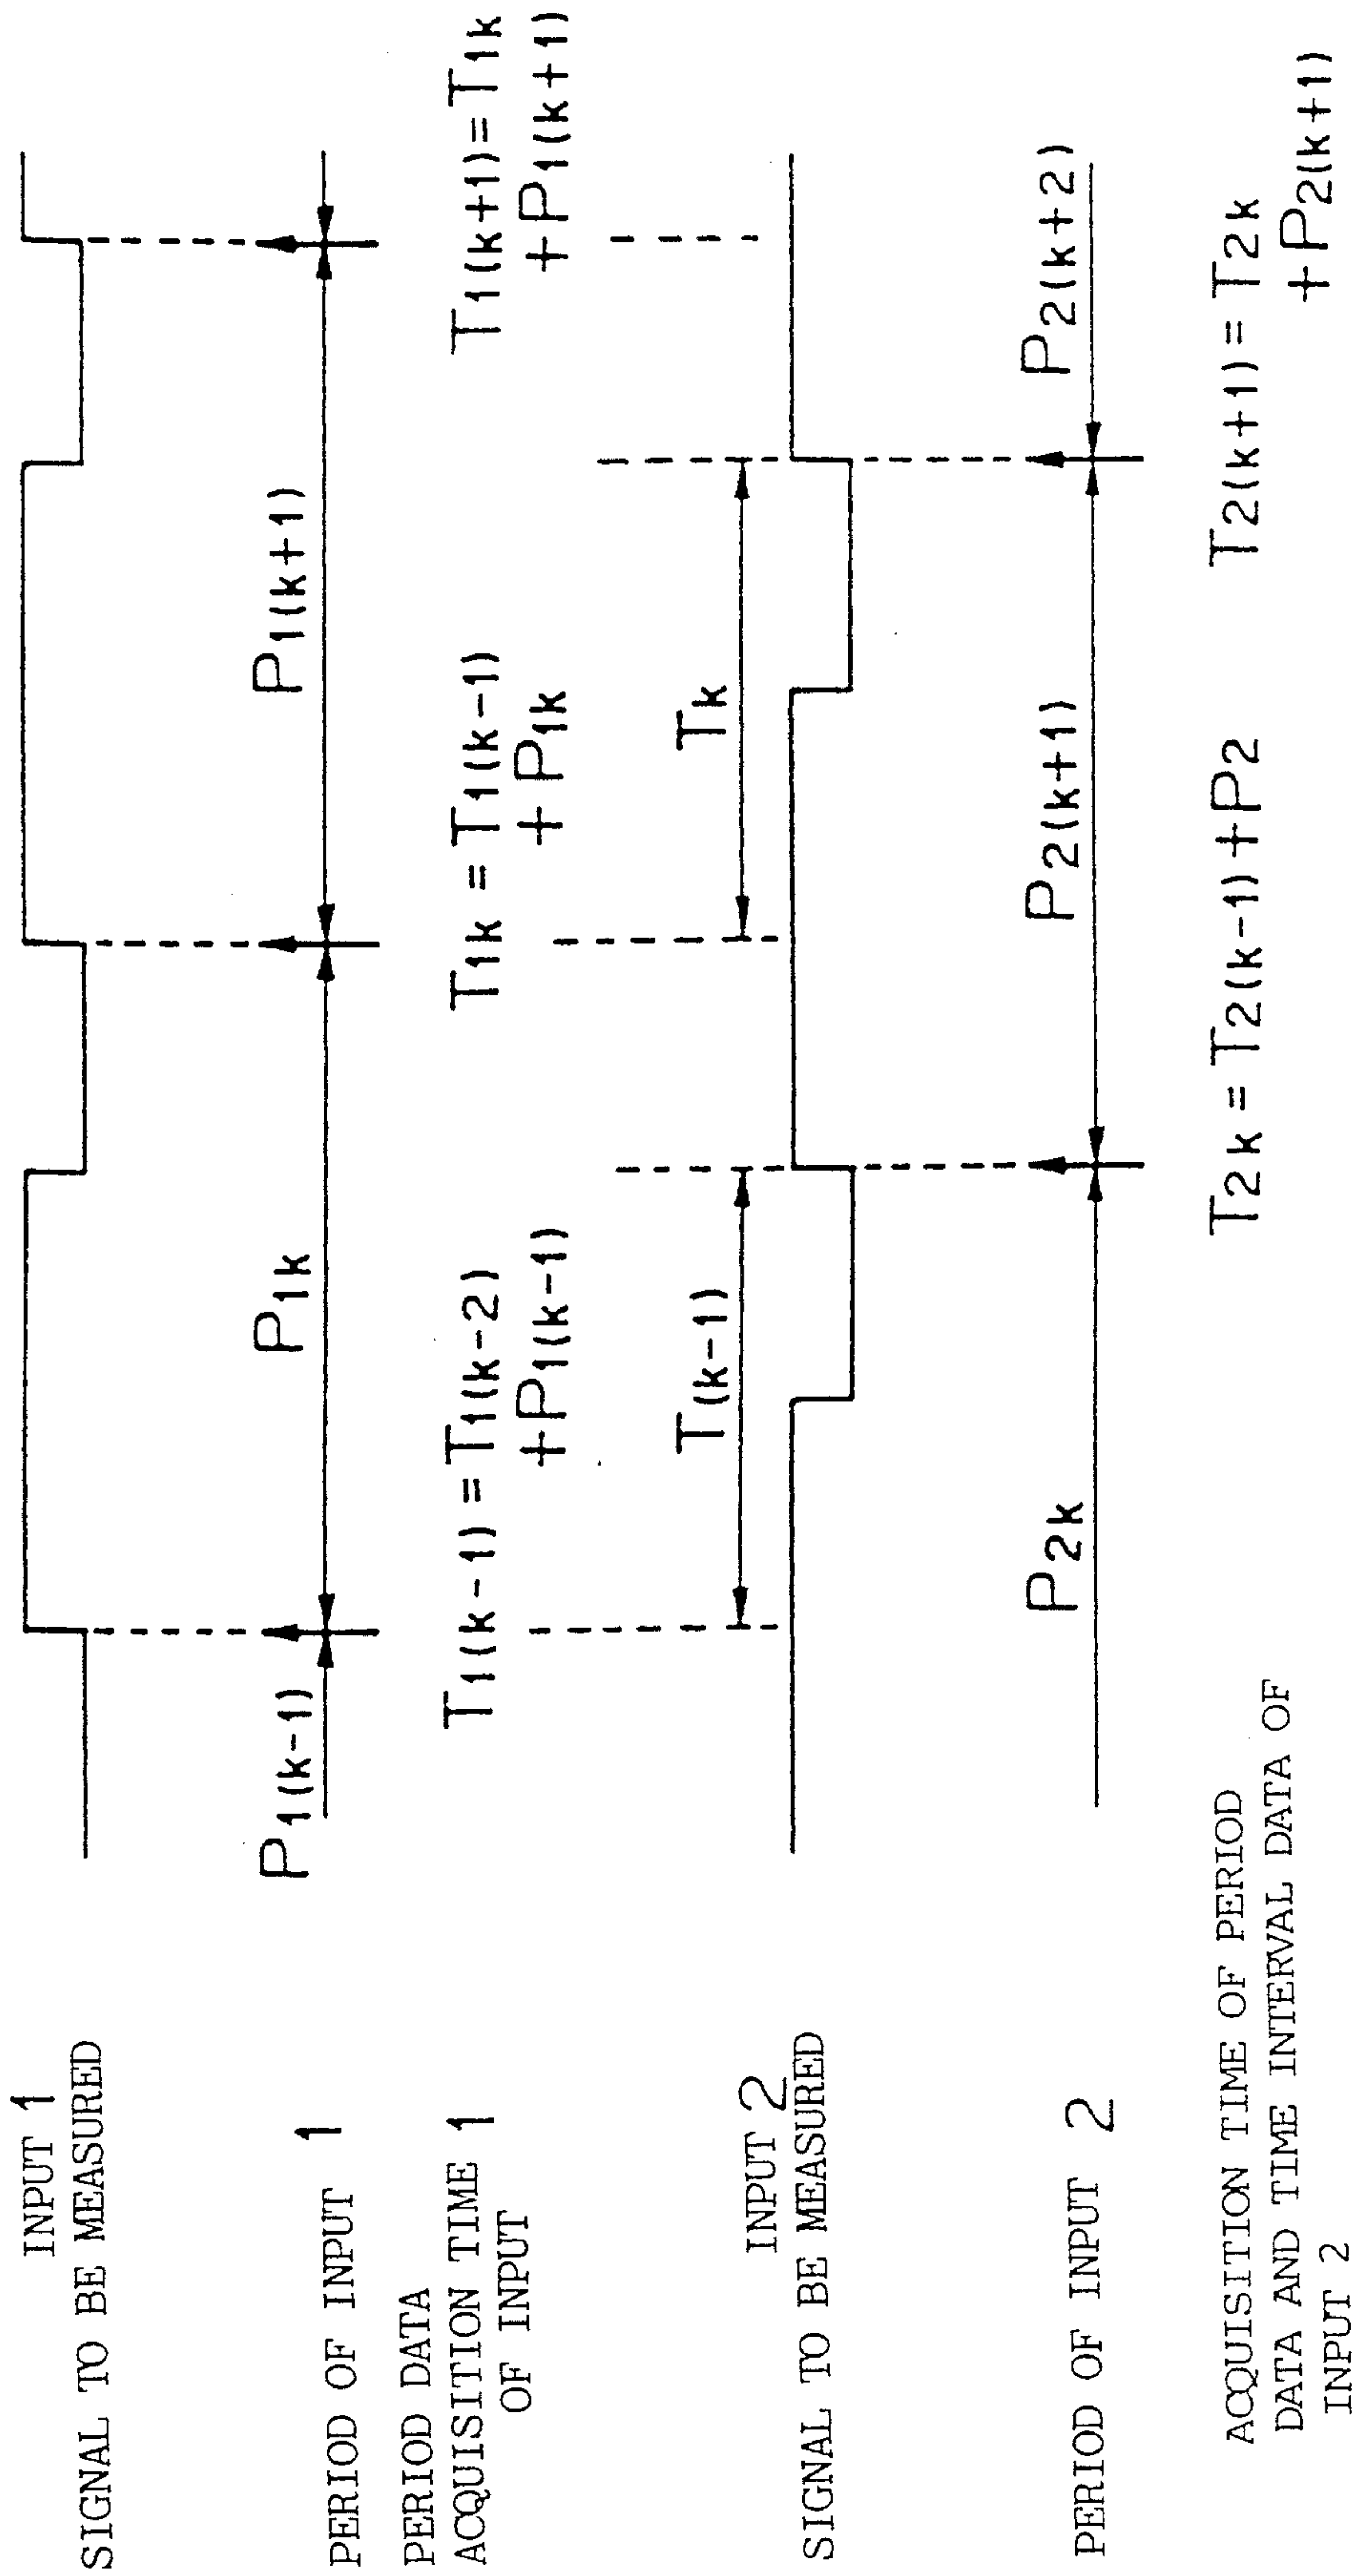 INPUT 1
SIGNAL TO BE MEASURED
PERIOD OF INPUT 1
P1(k-1)
P1k
P1(k+1)
PERIOD DATA
ACQUISITION TIME 1
OF INPUT
T1(k-1) = T1(k-2)
+P1(k-1)
T1k = T1(k-1)
+ P1k
T1(k+1) = T1k
+ P1(k+1)
INPUT 2
SIGNAL TO BE MEASURED
T(k-1)
Tk
PERIOD OF INPUT 2
P2k
P2(k+1)
P2(k+2)
ACQUISITION TIME OF PERIOD
DATA AND TIME INTERVAL DATA OF
INPUT 2
T2k = T2(k-1)+P2
T2(k+1) = T2k
+ P2(k+1)